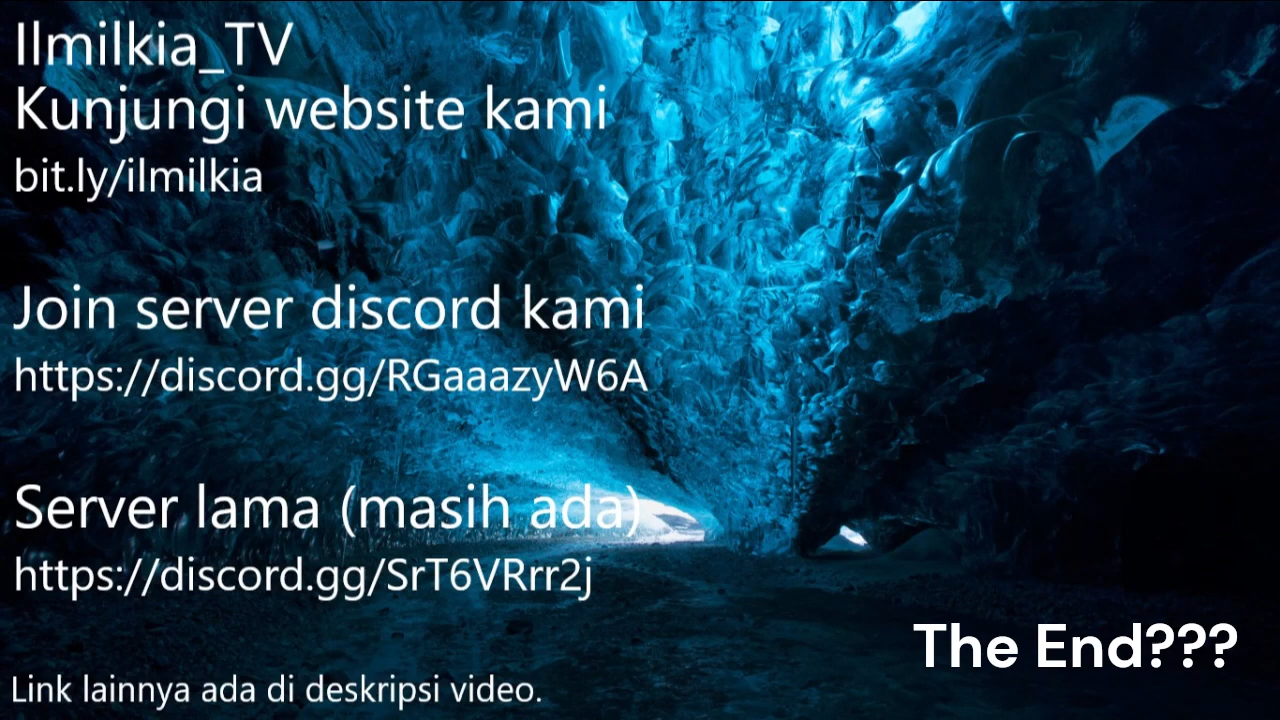 Ilmilkia_TV
Kunjungi website kami
bit.ly/ilmilkia
Join server discord kami
https://discord.gg/RGaaazyW6A
Server lama (masih ada)
https://discord.gg/SrT6VRrr2j
The End???
Link lainnya ada di deskripsi video.